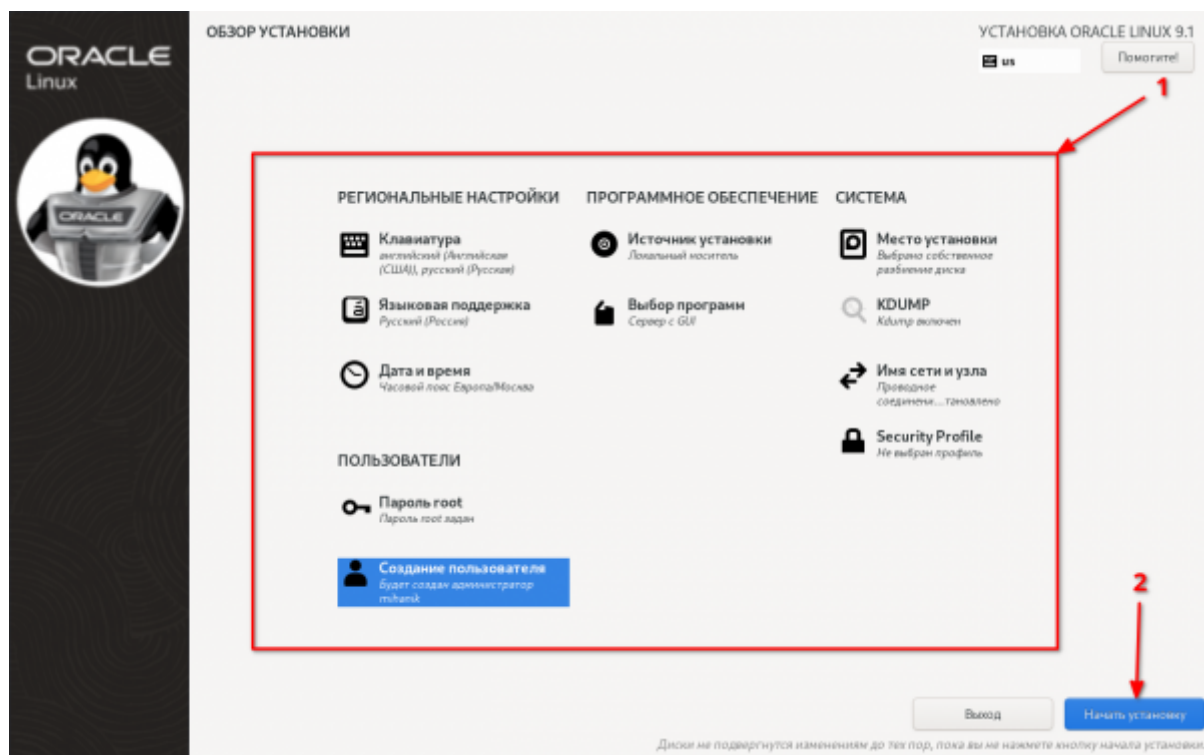 ORACLE
Linux
ORACLE
ОБЗОР УСТАНОВКИ
УСТАНОВКА ORACLE LINUX 9.1
us
Помогите!
1
РЕГИОНАЛЬНЫЕ НАСТРОЙКИ
Клавиатура
английский (Английская
(США)), русский (Русская)
Языковая поддержка
Русский (Россия)
Дата и время
Часовой пояс Европа/Москва
ПОЛЬЗОВАТЕЛИ
Пароль root
Пароль root задан
Создание пользователя
Будет создан администратор
mihanik
ПРОГРАММНОЕ ОБЕСПЕЧЕНИЕ
Источник установки
Локальный носитель
Выбор программ
Сервер с GUI
СИСТЕМА
Место установки
Выбрано собственное
разбиение диска
KDUMP
Kdump включен
Имя сети и узла
Проводное
соединени...тановлено
Security Profile
Не выбран профиль
2
Выход
Начать установку
Диски не подвергнутся изменениям до тех пор, пока вы не нажмете кнопку начала установки